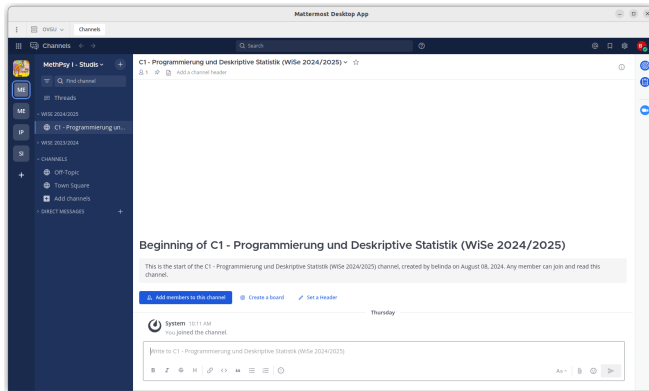 Mattermost Desktop App
OVGU
Channels
Channels
Search
MethPsy I - Studis
C1 - Programmierung und Deskriptive Statistik (WiSe 2024/2025)
1
Add a channel header
Find channel
Threads
WISE 2024/2025
C1 - Programmierung un...
WISE 2023/2024
CHANNELS
Off-Topic
Town Square
Add channels
DIRECT MESSAGES
ME
ME
IP
SI
Beginning of C1 - Programmierung und Deskriptive Statistik (WiSe 2024/2025)
This is the start of the C1 - Programmierung und Deskriptive Statistik (WiSe 2024/2025) channel, created by belinda on August 08, 2024. Any member can join and read this
channel.
Add members to this channel
Create a board
Set a Header
Thursday
System 10:11 AM
You joined the channel.
Write to C1 - Programmierung und Deskriptive Statistik (WiSe 2024/2025)
B I S H
Aa